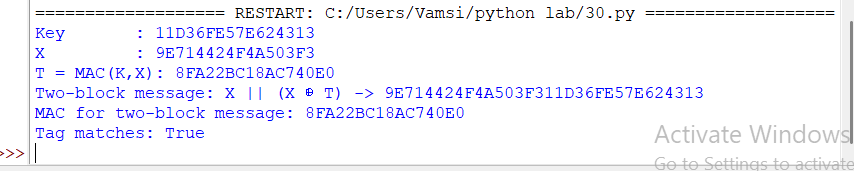 =================== RESTART: C:/Users/Vamsi/python lab/30.py ===================
Key       : 11D36FE57E624313
X         : 9E714424F4A503F3
T = MAC(K,X): 8FA22BC18AC740E0
Two-block message: X || (X ⊕ T) -> 9E714424F4A503F311D36FE57E624313
MAC for two-block message: 8FA22BC18AC740E0
Tag matches: True
>>>
Activate Windows
Go to Settings to activate